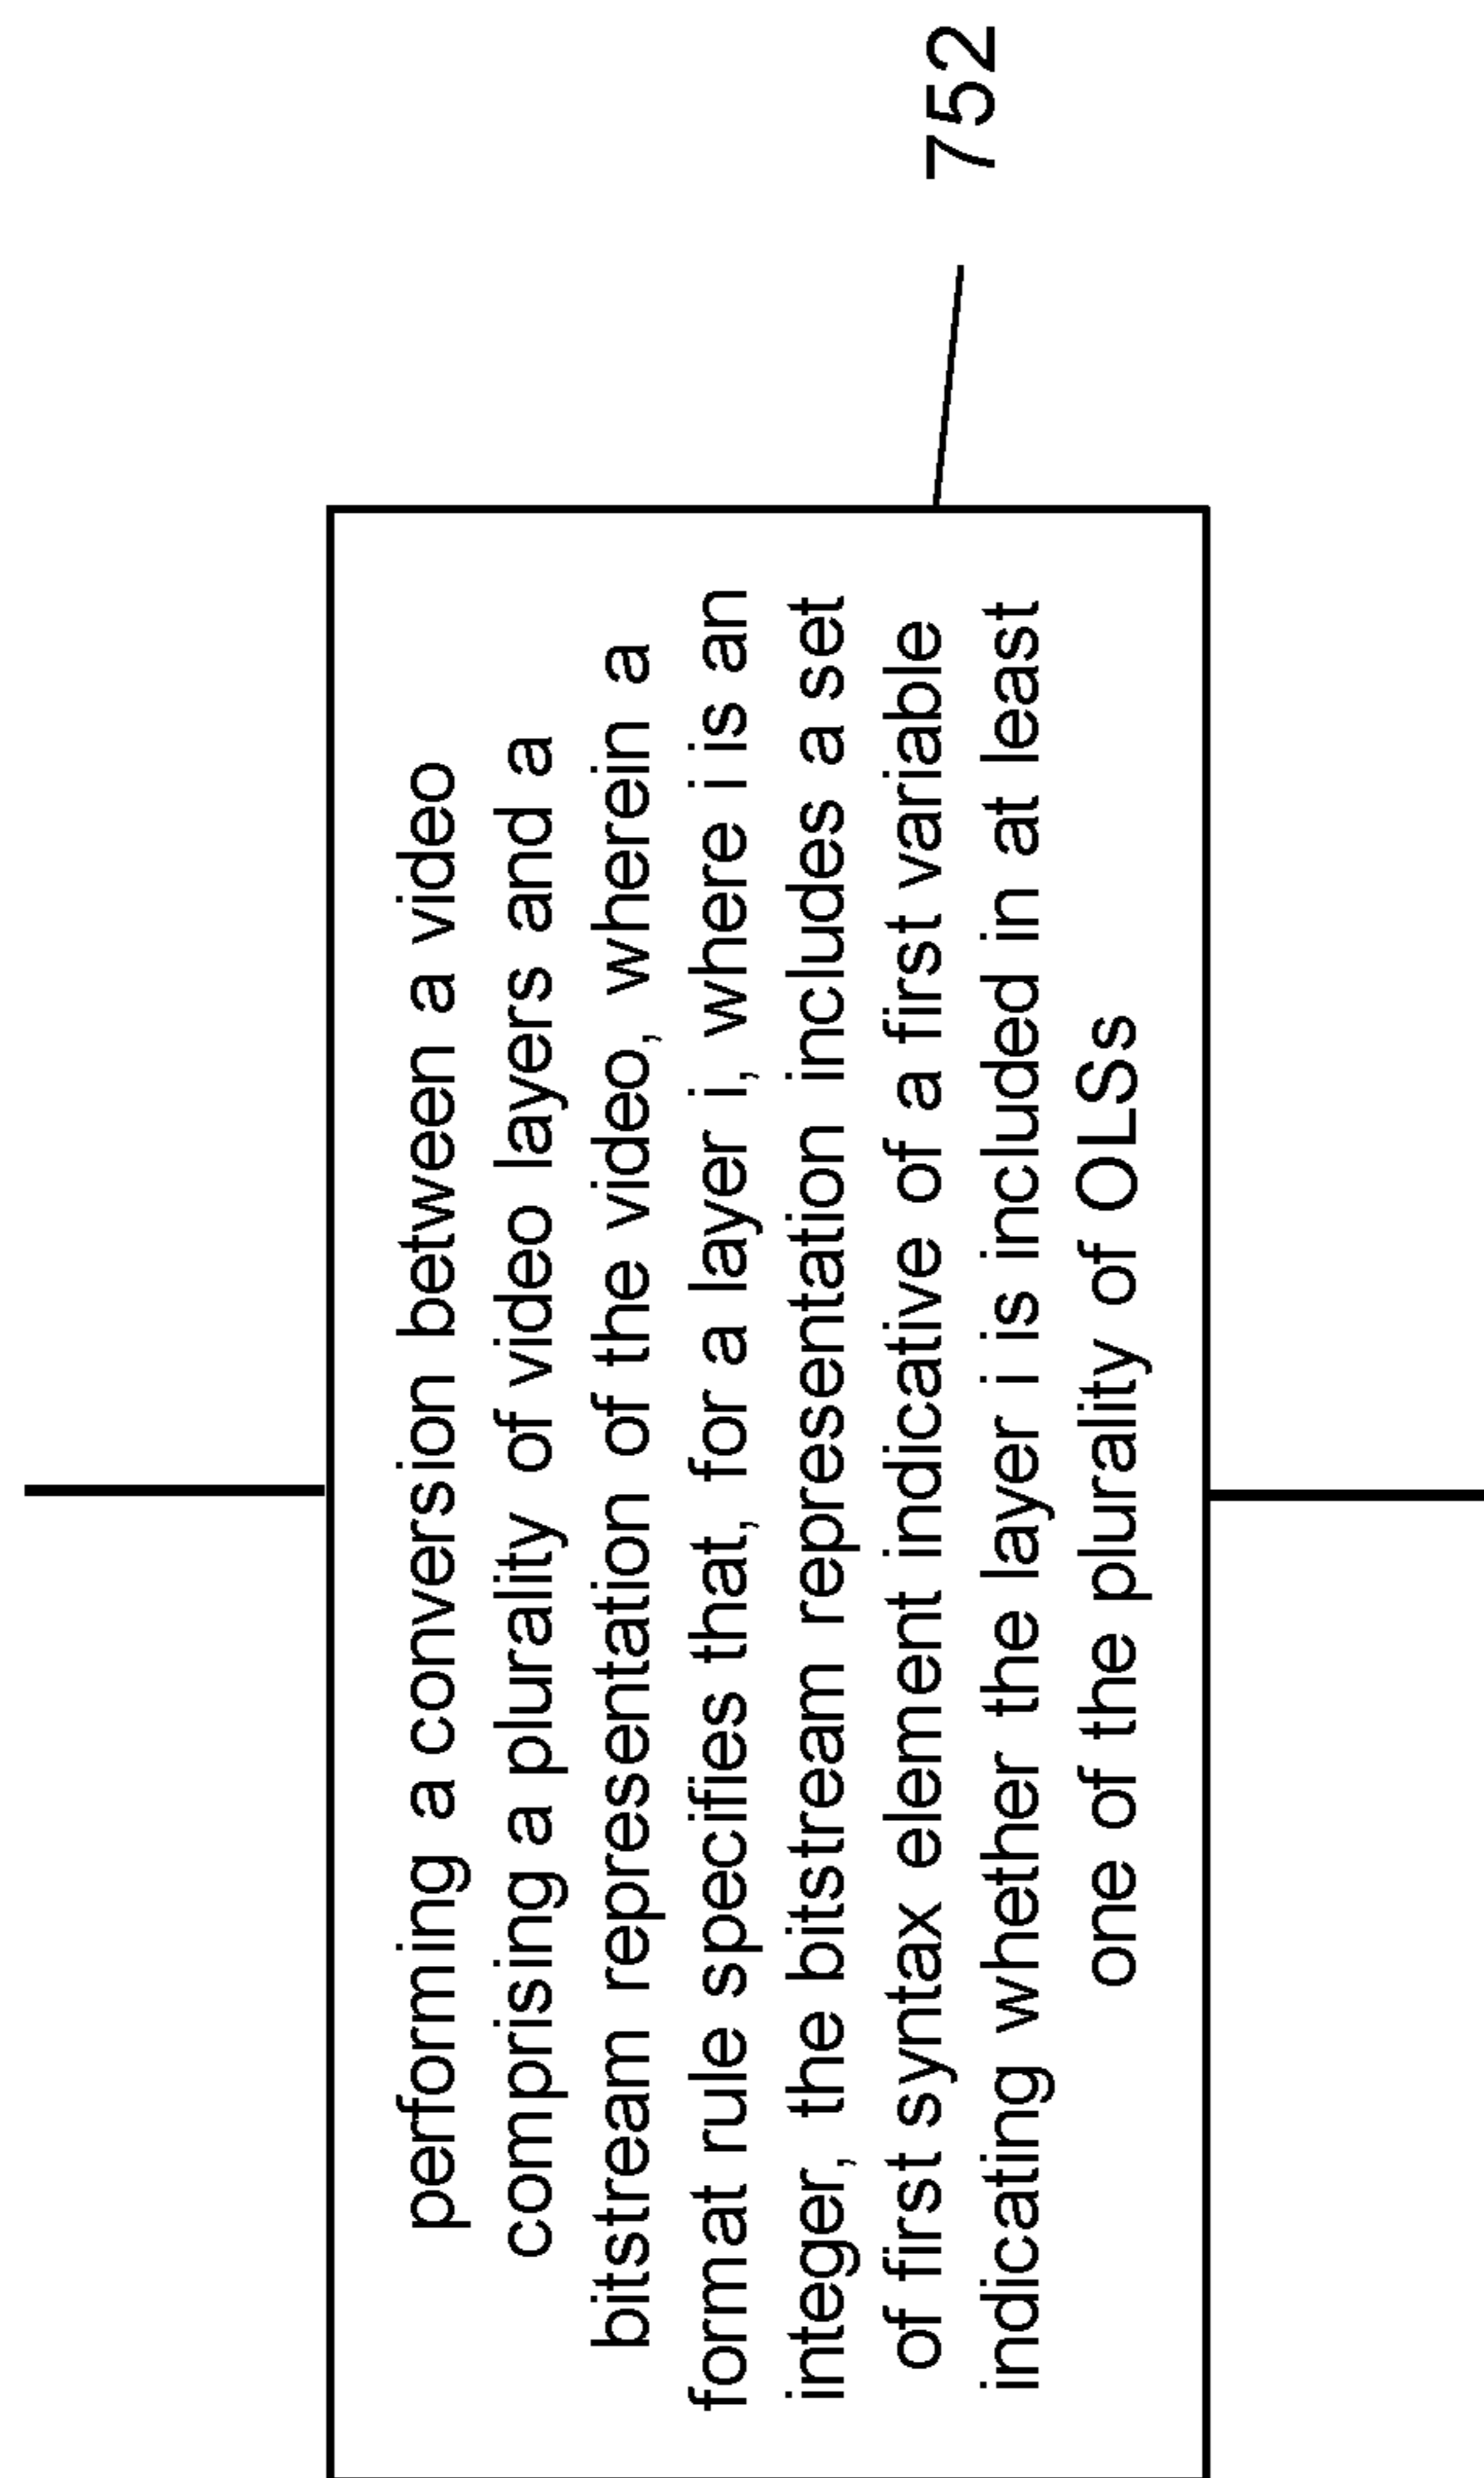 performing a conversion between a video
comprising a plurality of video layers and a
bitstream representation of the video, wherein a
format rule specifies that, for a layer i, where i is an
integer, the bitstream representation includes a set
of first syntax element indicative of a first variable
indicating whether the layer i is included in at least
one of the plurality of OLSs
752